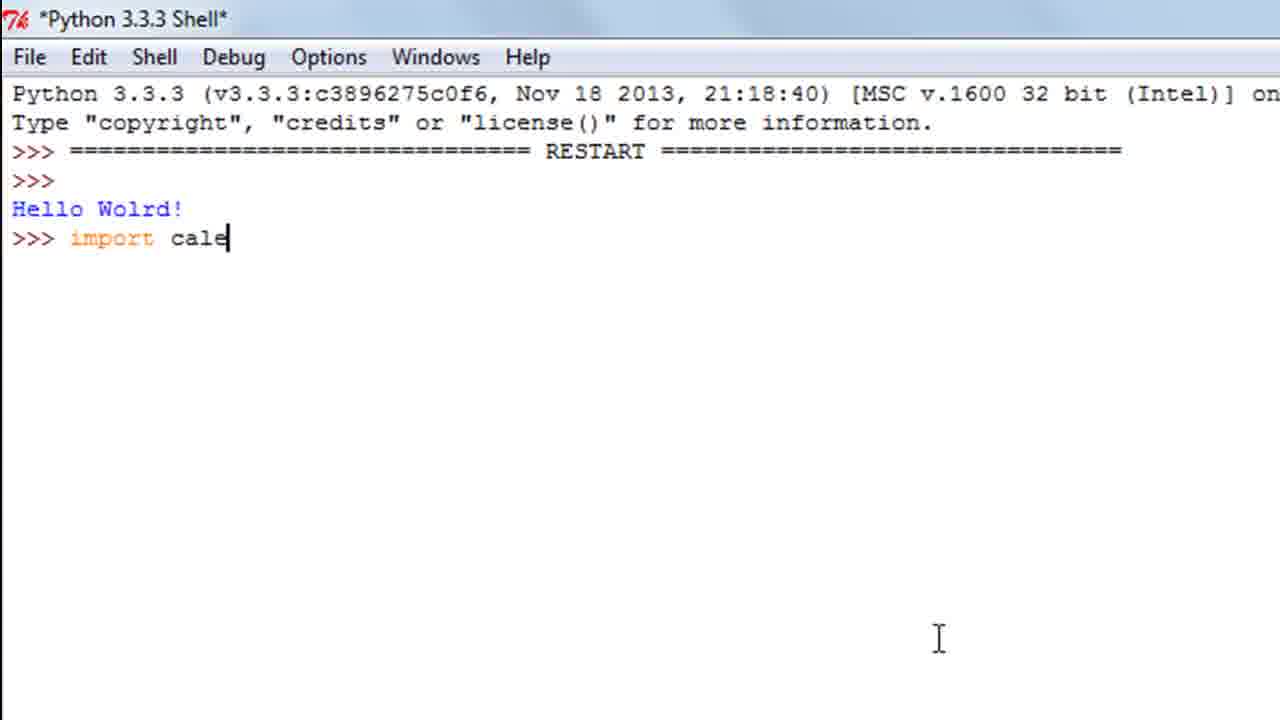 *Python 3.3.3 Shell*
File Edit Shell Debug Options Windows Help
Python 3.3.3 (v3.3.3:c3896275c0f6, Nov 18 2013, 21:18:40) [MSC v.1600 32 bit (Intel)] on
Type "copyright", "credits" or "license()" for more information.
>>> ================================ RESTART ================================
>>>
Hello Wolrd!
>>> import cale